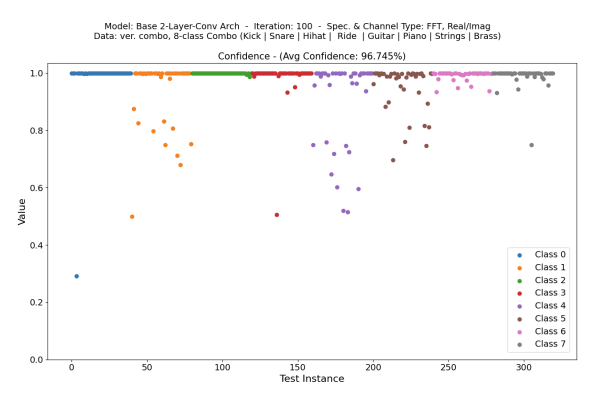 Model: Base 2-Layer-Conv Arch - Iteration: 100 - Spec. & Channel Type: FFT, Real/Imag
Data: ver. combo, 8-class Combo (Kick | Snare | Hihat | Ride | Guitar | Piano | Strings | Brass)
Confidence - (Avg Confidence: 96.745%)
1.0
0.8
0.6
0.4
0.2
0.0
Value
Class 0
Class 1
Class 2
Class 3
Class 4
Class 5
Class 6
Class 7
0 50 100 150 200 250 300
Test Instance